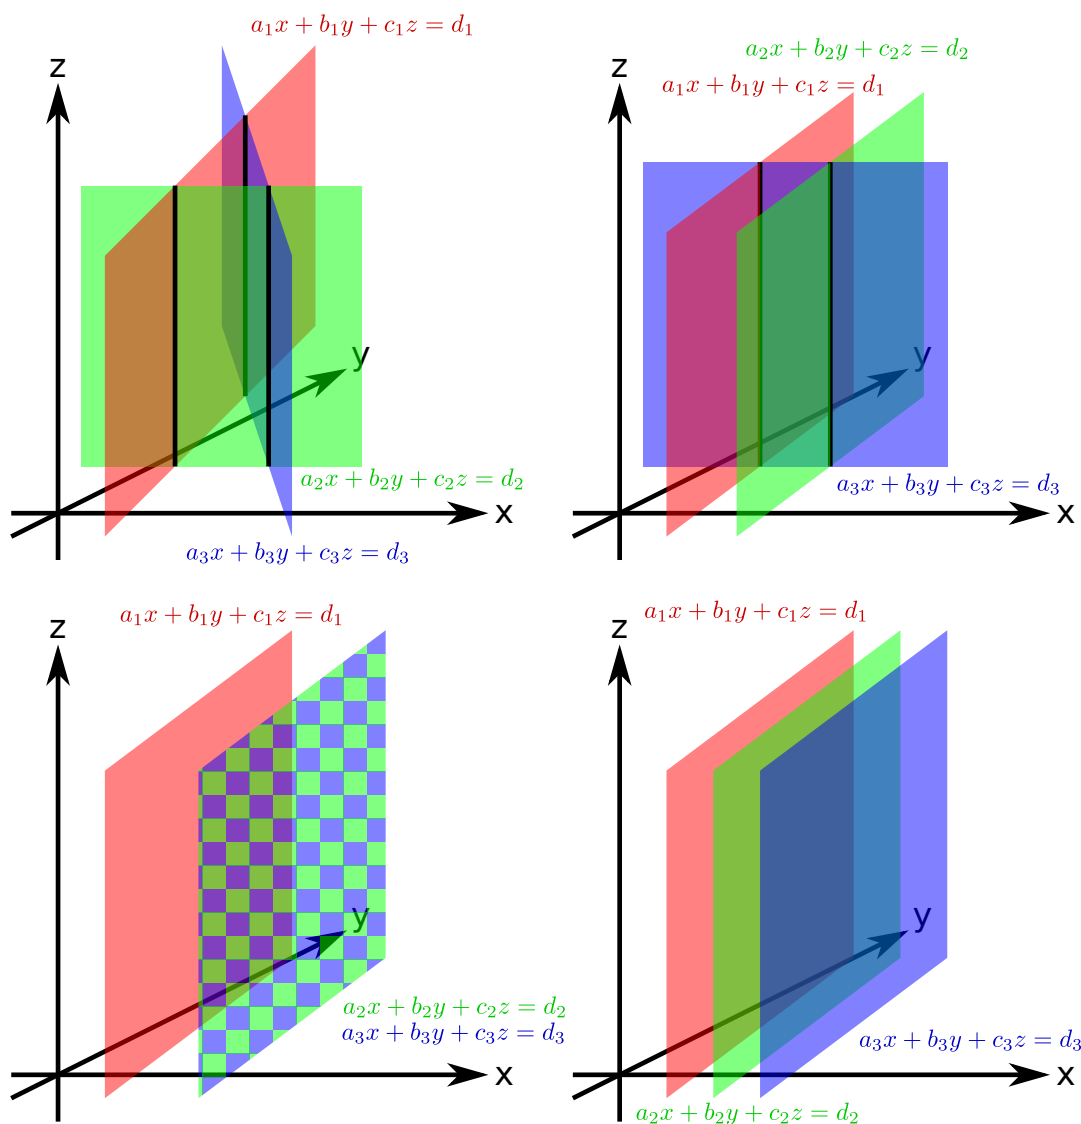 a₁x + b₁y + c₁z = d₁
z
y
a₂x + b₂y + c₂z = d₂
x
a₃x + b₃y + c₃z = d₃
a₂x + b₂y + c₂z = d₂
z
a₁x + b₁y + c₁z = d₁
y
a₃x + b₃y + c₃z = d₃
x
a₁x + b₁y + c₁z = d₁
z
y
a₂x + b₂y + c₂z = d₂
a₃x + b₃y + c₃z = d₃
x
a₁x + b₁y + c₁z = d₁
z
y
a₃x + b₃y + c₃z = d₃
x
a₂x + b₂y + c₂z = d₂